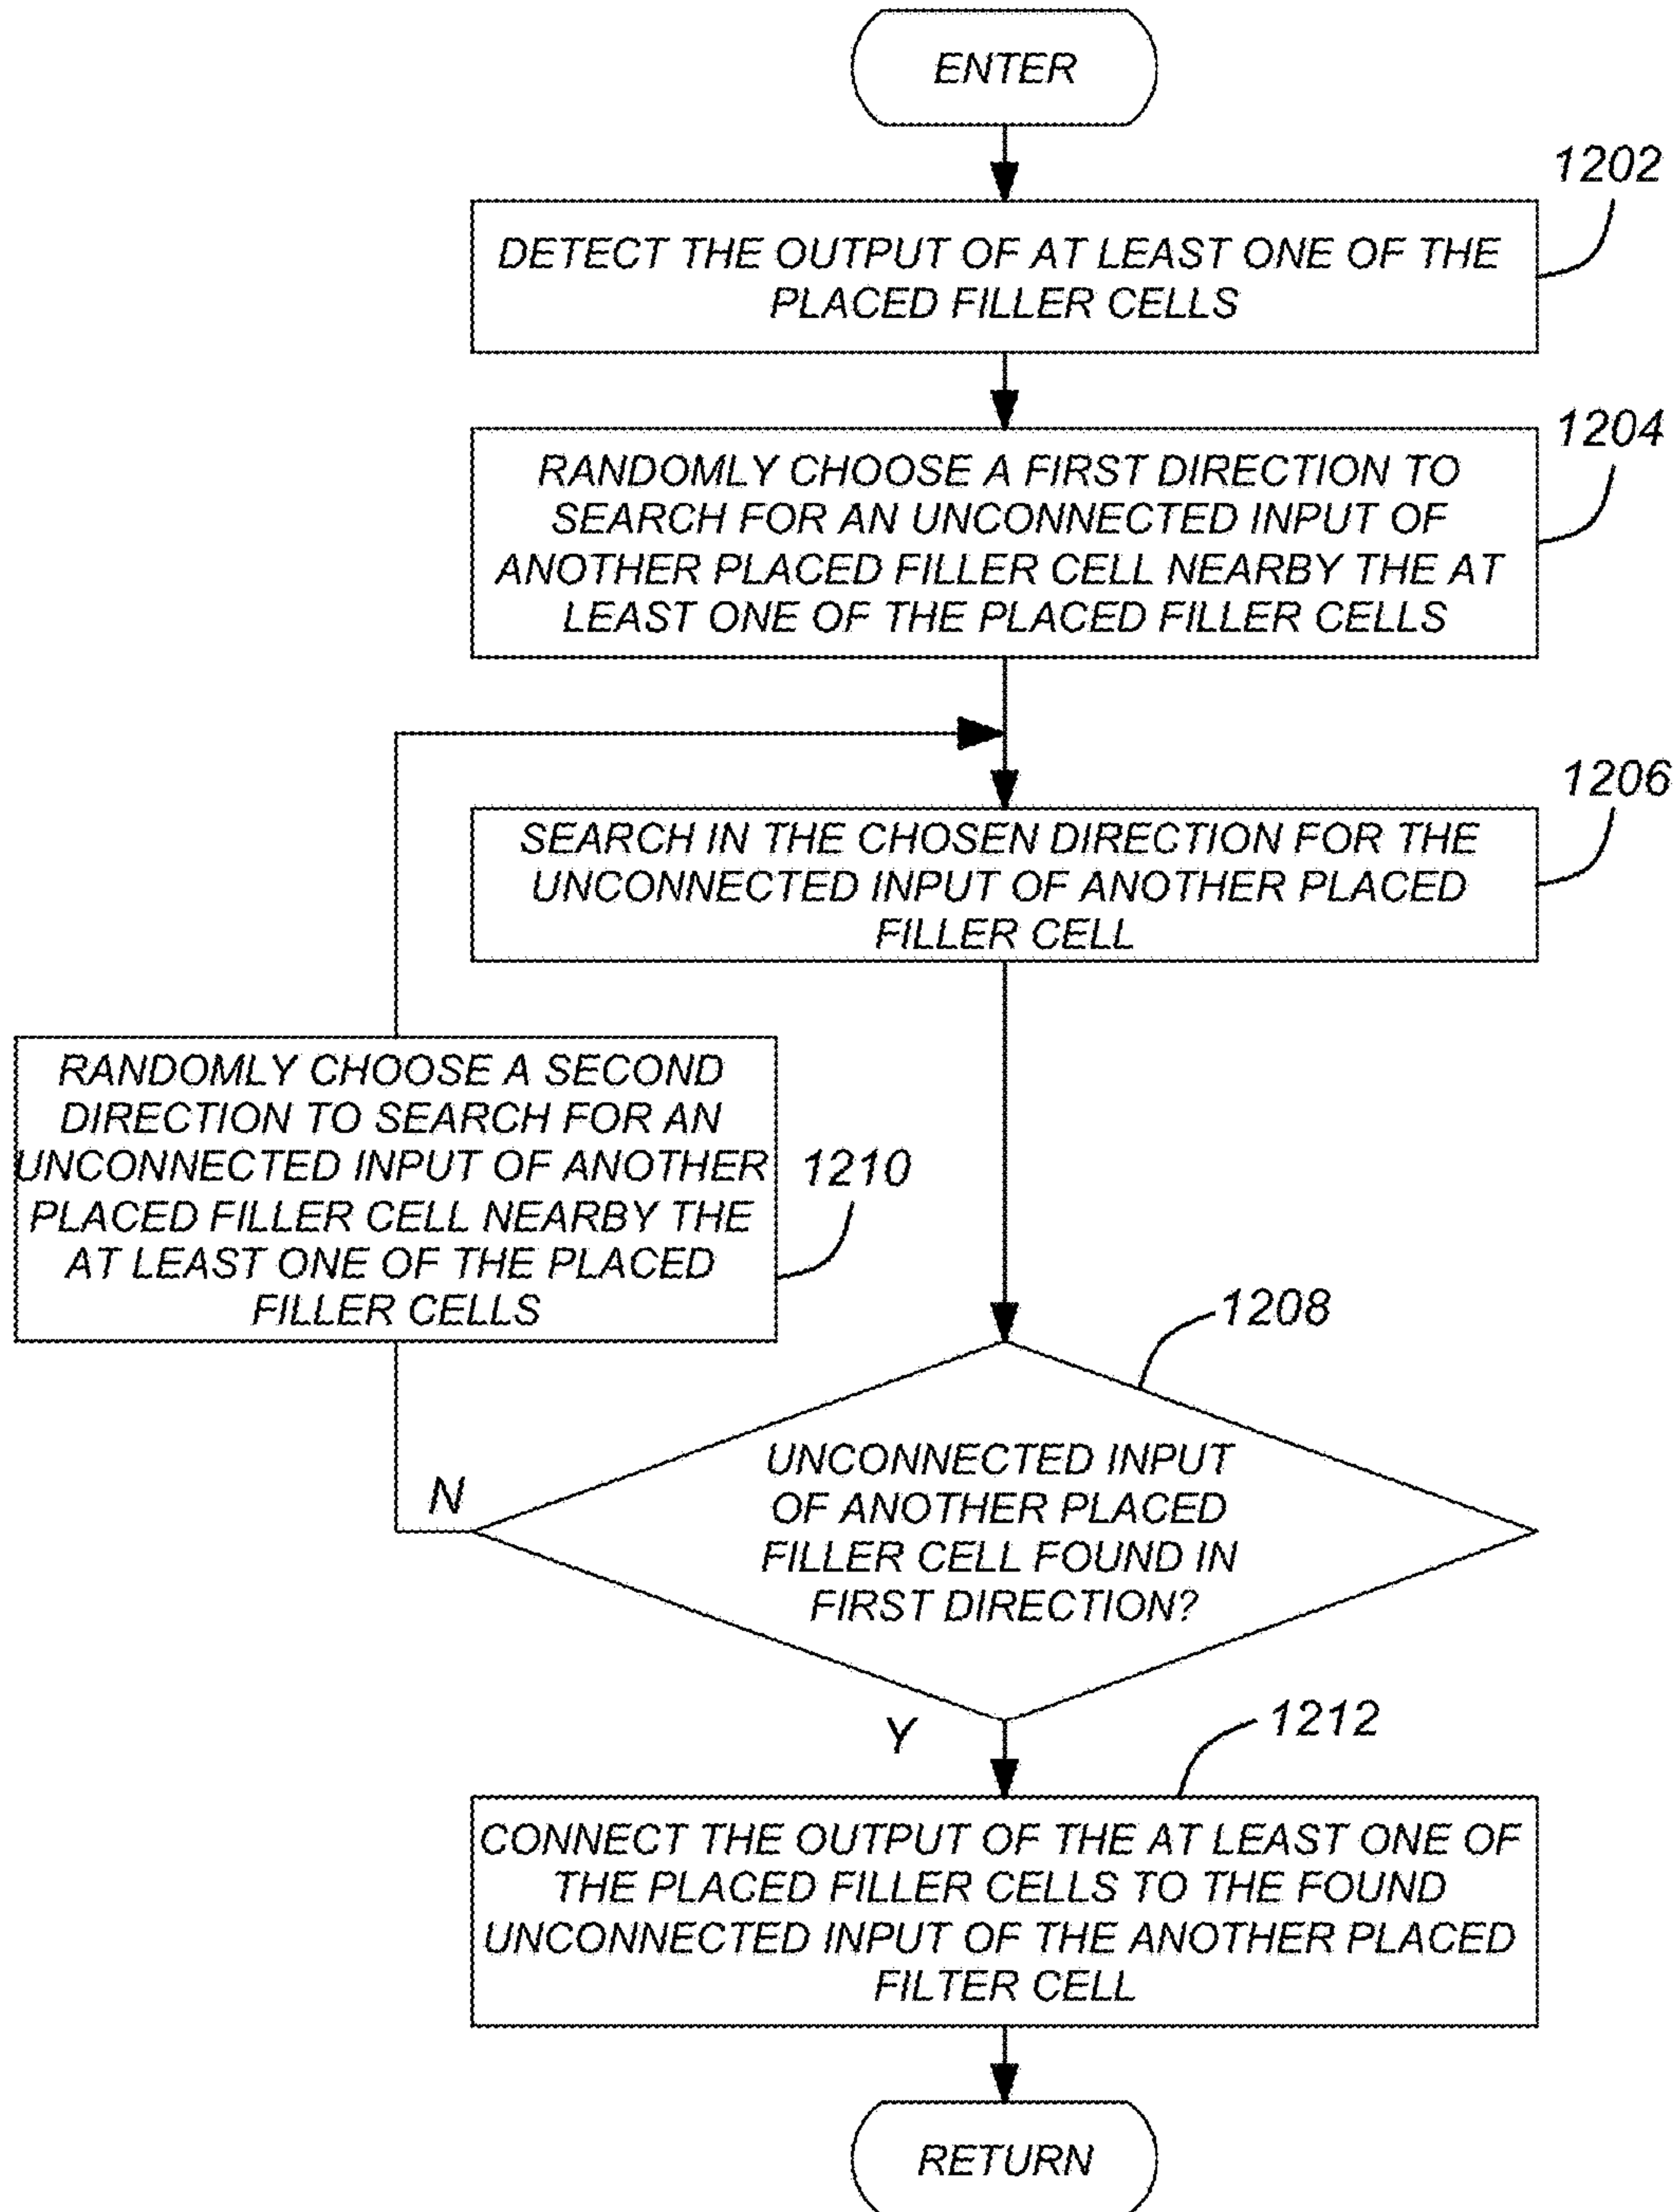 ENTER
1202
DETECT THE OUTPUT OF AT LEAST ONE OF THE
PLACED FILLER CELLS
1204
RANDOMLY CHOOSE A FIRST DIRECTION TO
SEARCH FOR AN UNCONNECTED INPUT OF
ANOTHER PLACED FILLER CELL NEARBY THE AT
LEAST ONE OF THE PLACED FILLER CELLS
1206
SEARCH IN THE CHOSEN DIRECTION FOR THE
UNCONNECTED INPUT OF ANOTHER PLACED
FILLER CELL
RANDOMLY CHOOSE A SECOND
DIRECTION TO SEARCH FOR AN
UNCONNECTED INPUT OF ANOTHER
PLACED FILLER CELL NEARBY THE
AT LEAST ONE OF THE PLACED
FILLER CELLS
1210
1208
UNCONNECTED INPUT
OF ANOTHER PLACED
FILLER CELL FOUND IN
FIRST DIRECTION?
N
Y
1212
CONNECT THE OUTPUT OF THE AT LEAST ONE OF
THE PLACED FILLER CELLS TO THE FOUND
UNCONNECTED INPUT OF THE ANOTHER PLACED
FILTER CELL
RETURN